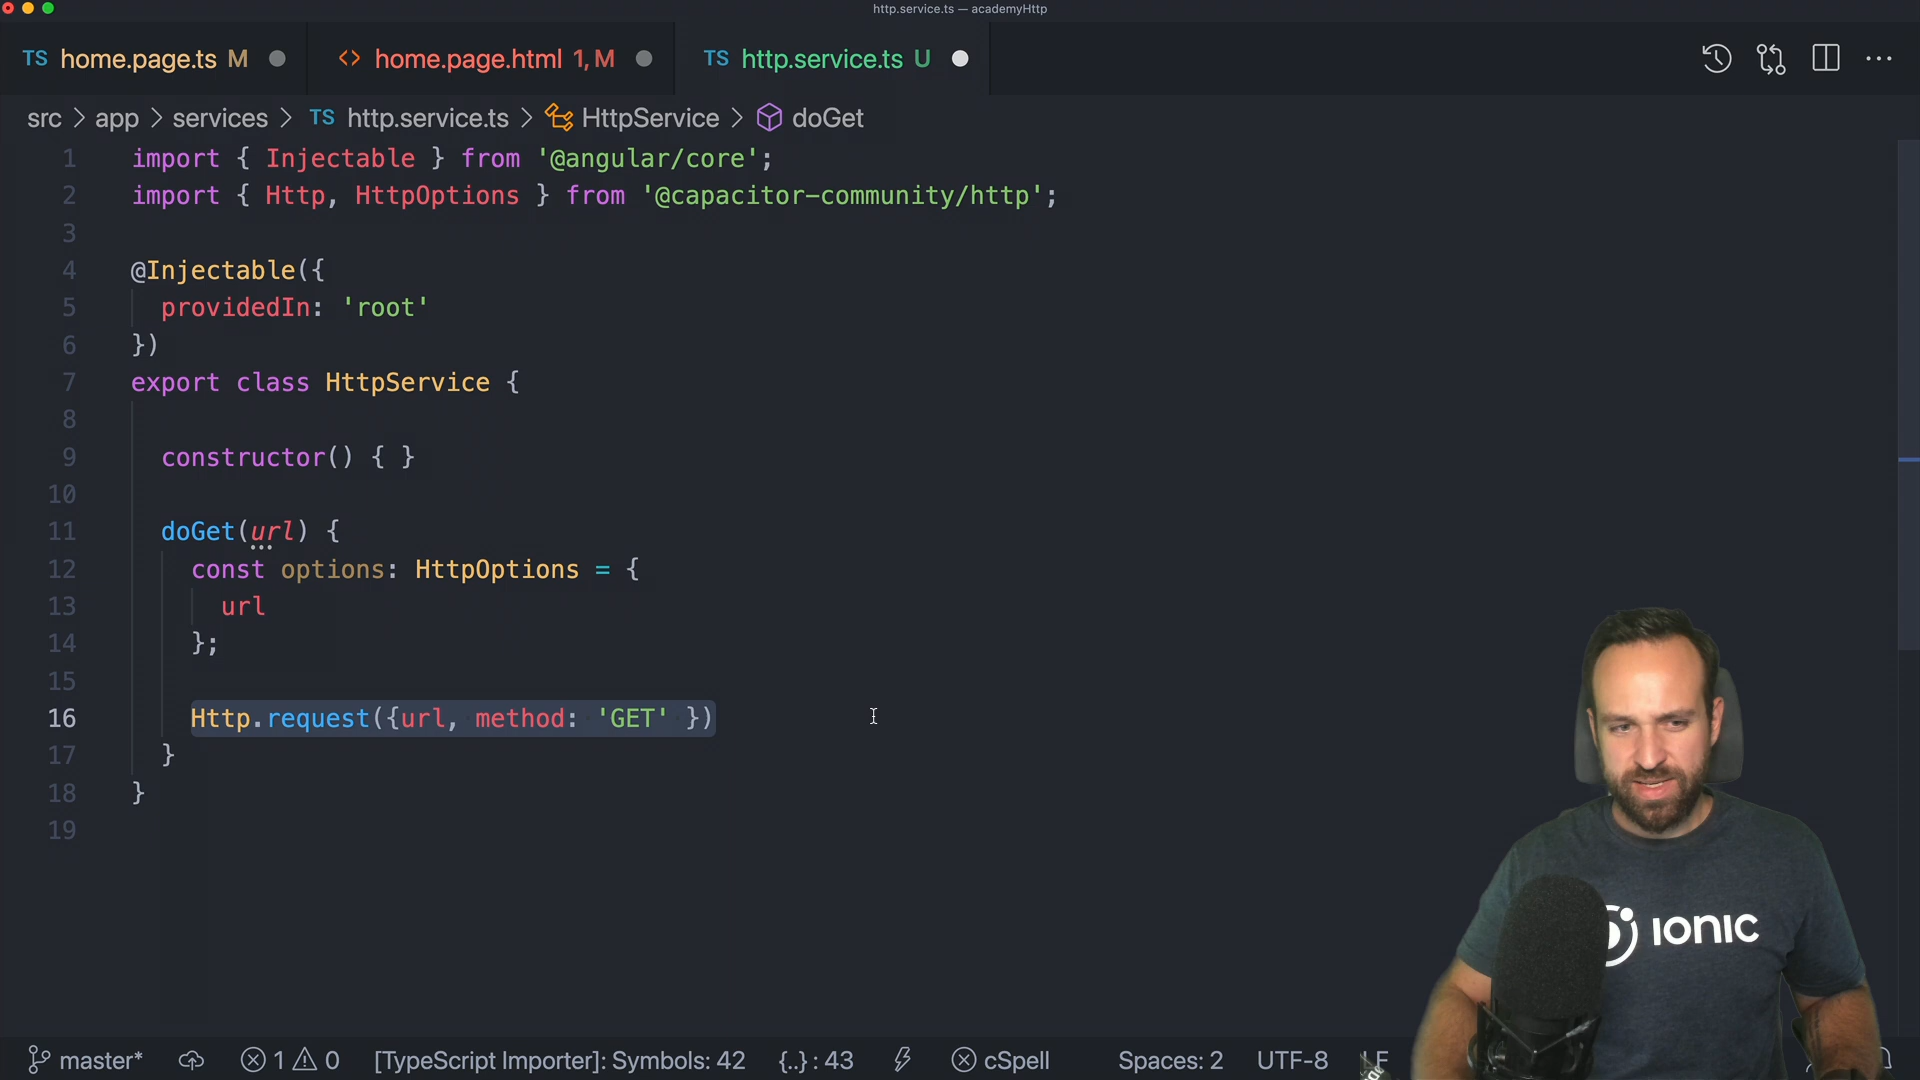 http.service.ts — academyHttp
TS home.page.ts M
<> home.page.html 1, M
TS http.service.ts U
src > app > services > TS http.service.ts > HttpService > doGet
1 import { Injectable } from '@angular/core';
2 import { Http, HttpOptions } from '@capacitor-community/http';
3
4 @Injectable({
5 providedIn: 'root'
6 })
7 export class HttpService {
8
9 constructor() { }
10
11 doGet(url) {
12 const options: HttpOptions = {
13 url
14 };
15
16 Http.request({url, method: 'GET' })
17 }
18 }
19
IONIC
master* 1 0 [TypeScript Importer]: Symbols: 42 {..} : 43 cSpell Spaces: 2 UTF-8 LF